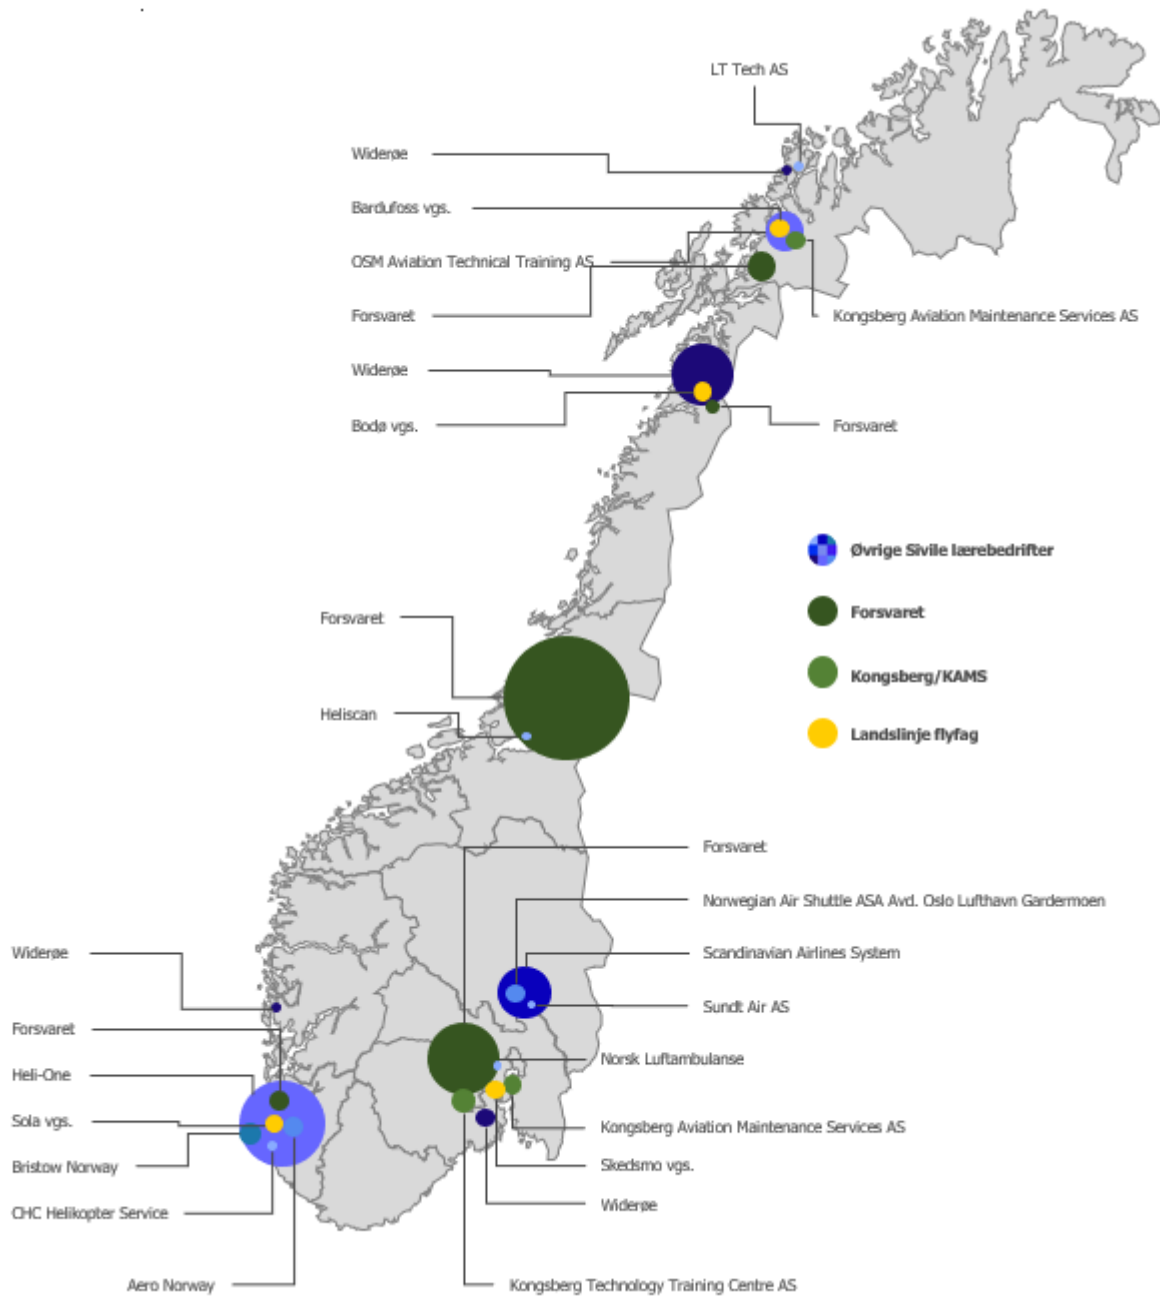 LT Tech AS
Widerøe
Bardufoss vgs.
OSM Aviation Technical Training AS
Forsvaret
Kongsberg Aviation Maintenance Services AS
Widerøe
Bodø vgs.
Forsvaret
Øvrige Sivile lærebedrifter
Forsvaret
Kongsberg/KAMS
Landslinje flyfag
Forsvaret
Heliscan
Forsvaret
Norwegian Air Shuttle ASA Avd. Oslo Lufthavn Gardermoen
Scandinavian Airlines System
Sundt Air AS
Norsk Luftambulanse
Widerøe
Forsvaret
Heli-One
Sola vgs.
Bristow Norway
CHC Helikopter Service
Aero Norway
Kongsberg Aviation Maintenance Services AS
Skedsmo vgs.
Widerøe
Kongsberg Technology Training Centre AS